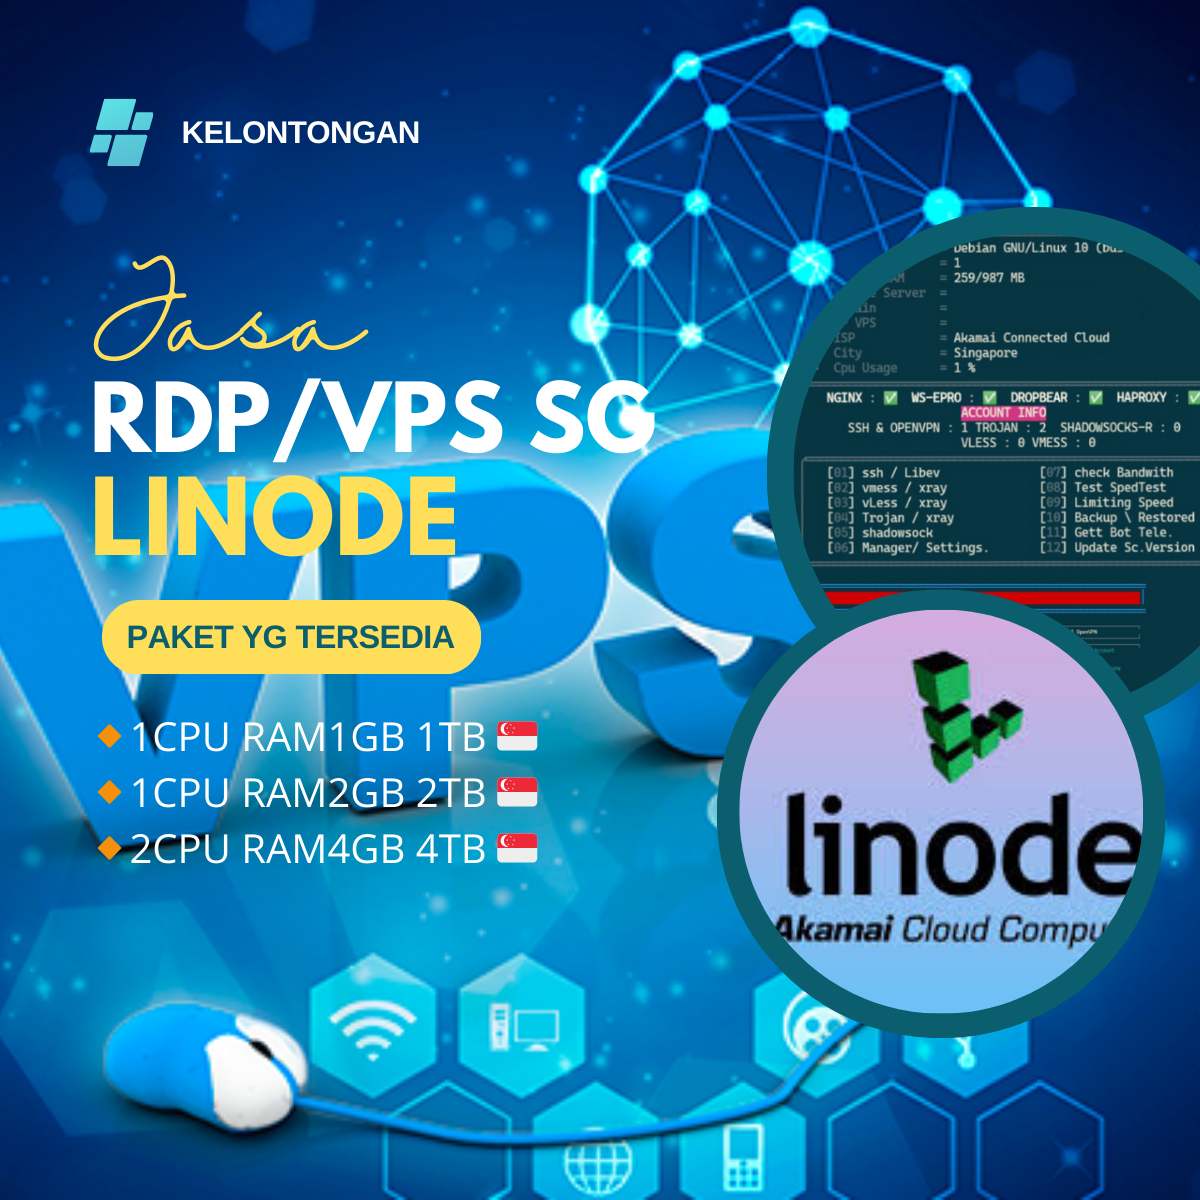 KELONTONGAN
Jasa
RDP/VPS SG
LINODE
PAKET YG TERSEDIA
1CPU RAM1GB 1TB
1CPU RAM2GB 2TB
2CPU RAM4GB 4TB
VPS
Debian GNU/Linux 10
= 1
= 259/987 MB
Server =
=
VPS =
ISP = Akamai Connected Cloud
City = Singapore
Cpu Usage = 1 %
NGINX : ✅ WS-EPRO : ✅ DROPBEAR : ✅ HAPROXY : ✅
ACCOUNT INFO
SSH & OPENVPN : 1 TROJAN : 2 SHADOWSOCKS-R : 0
VLESS : 0 VMESS : 0
[01] ssh / Libev [07] check Bandwith
[02] vmess / xray [08] Test SpedTest
[03] vLess / xray [09] Limiting Speed
[04] Trojan / xray [10] Backup \ Restored
[05] shadowsock [11] Gett Bot Tele.
[06] Manager/ Settings. [12] Update Sc.Version
linode
Akamai Cloud Compu